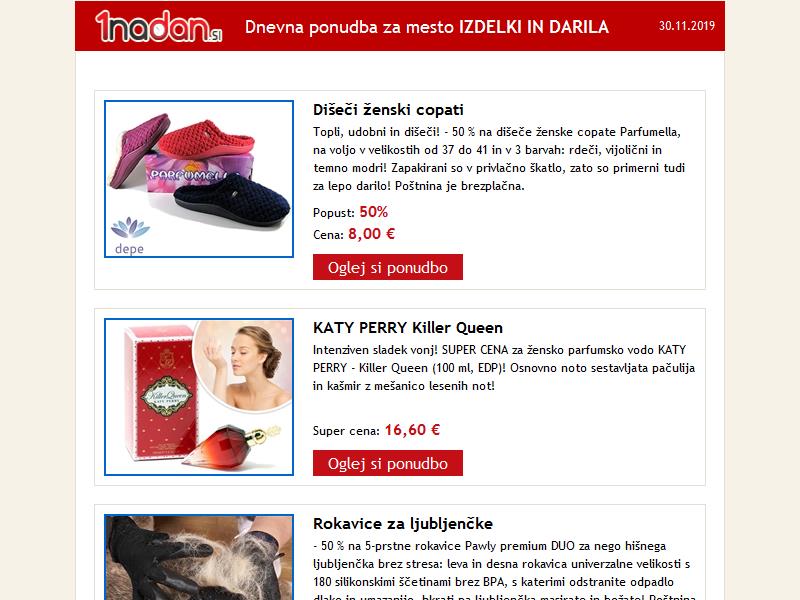 1nadan.si
Dnevna ponudba za mesto IZDELKI IN DARILA
30.11.2019
Dišeči ženski copati
Topli, udobni in dišeči! - 50 % na dišeče ženske copate Parfumella,
na voljo v velikostih od 37 do 41 in v 3 barvah: rdeči, vijolični in
temno modri! Zapakirani so v privlačno škatlo, zato so primerni tudi
za lepo darilo! Poštnina je brezplačna.
Popust: 50%
Cena: 8,00 €
Oglej si ponudbo
depe
KATY PERRY Killer Queen
Intenziven sladek vonj! SUPER CENA za žensko parfumsko vodo KATY
PERRY - Killer Queen (100 ml, EDP)! Osnovno noto sestavljata pačulija
in kašmir z mešanico lesenih not!
Super cena: 16,60 €
Oglej si ponudbo
Killer Queen
KATY PERRY
Rokavice za ljubljenčke
- 50 % na 5-prstne rokavice Pawly premium DUO za nego hišnega
ljubljenčka brez stresa: leva in desna rokavica univerzalne velikosti s
180 silikonskimi ščetinami brez BPA, s katerimi odstranite odpadlo